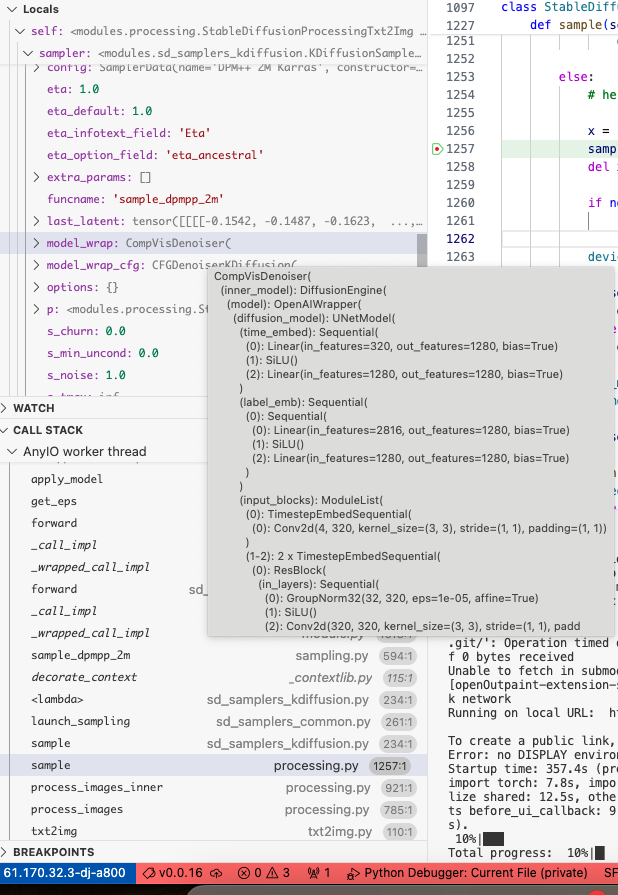 Locals
self: <modules.processing.StableDiffusionProcessingTxt2Img ...
sampler: <modules.sd_samplers_kdiffusion.KDiffusionSample…
config: SamplerData(name='DPM++ 2M Karras', constructor=…
eta: 1.0
eta_default: 1.0
eta_infotext_field: 'Eta'
eta_option_field: 'eta_ancestral'
extra_params: []
funcname: 'sample_dpmpp_2m'
last_latent: tensor([[[[-0.1542, -0.1487, -0.1623, ...,…
model_wrap: CompVisDenoiser(
model_wrap_cfg: CFGDenoiserKDiffusion(
options: {}
p: <modules.processing.St
s_churn: 0.0
s_min_uncond: 0.0
s_noise: 1.0
WATCH
CALL STACK
AnyIO worker thread
apply_model
get_eps
forward
_call_impl
_wrapped_call_impl
forward sd_
_call_impl
_wrapped_call_impl
sample_dpmpp_2m sampling.py 594:1
decorate_context _contextlib.py 115:1
<lambda> sd_samplers_kdiffusion.py 234:1
launch_sampling sd_samplers_common.py 261:1
sample sd_samplers_kdiffusion.py 234:1
sample processing.py 1257:1
process_images_inner processing.py 921:1
process_images processing.py 785:1
txt2img txt2img.py 110:1
BREAKPOINTS
CompVisDenoiser(
(inner_model): DiffusionEngine(
(model): OpenAIWrapper(
(diffusion_model): UNetModel(
(time_embed): Sequential(
(0): Linear(in_features=320, out_features=1280, bias=True)
(1): SiLU()
(2): Linear(in_features=1280, out_features=1280, bias=True)
)
(label_emb): Sequential(
(0): Sequential(
(0): Linear(in_features=2816, out_features=1280, bias=True)
(1): SiLU()
(2): Linear(in_features=1280, out_features=1280, bias=True)
)
)
(input_blocks): ModuleList(
(0): TimestepEmbedSequential(
(0): Conv2d(4, 320, kernel_size=(3, 3), stride=(1, 1), padding=(1, 1))
)
(1-2): 2 x TimestepEmbedSequential(
(0): ResBlock(
(in_layers): Sequential(
(0): GroupNorm32(32, 320, eps=1e-05, affine=True)
(1): SiLU()
(2): Conv2d(320, 320, kernel_size=(3, 3), stride=(1, 1), padd
1097 class StableDiff
1227 def sample(s
1251
1252
1253 else:
1254 # he
1255
1256 x =
1257 samp
1258 del
1259
1260 if n
1261
1262
1263 devi
.git/': Operation timed
f 0 bytes received
Unable to fetch in submo
[openOutpaint-extension-
k network
Running on local URL: h
To create a public link,
Error: no DISPLAY enviro
Startup time: 357.4s (pr
import torch: 7.8s, impo
lize shared: 12.5s, othe
ts before_ui_callback: 9
s).
10%|
Total progress: 10%|
61.170.32.3-dj-a800 v0.0.16 0 3 1 Python Debugger: Current File (private) SF